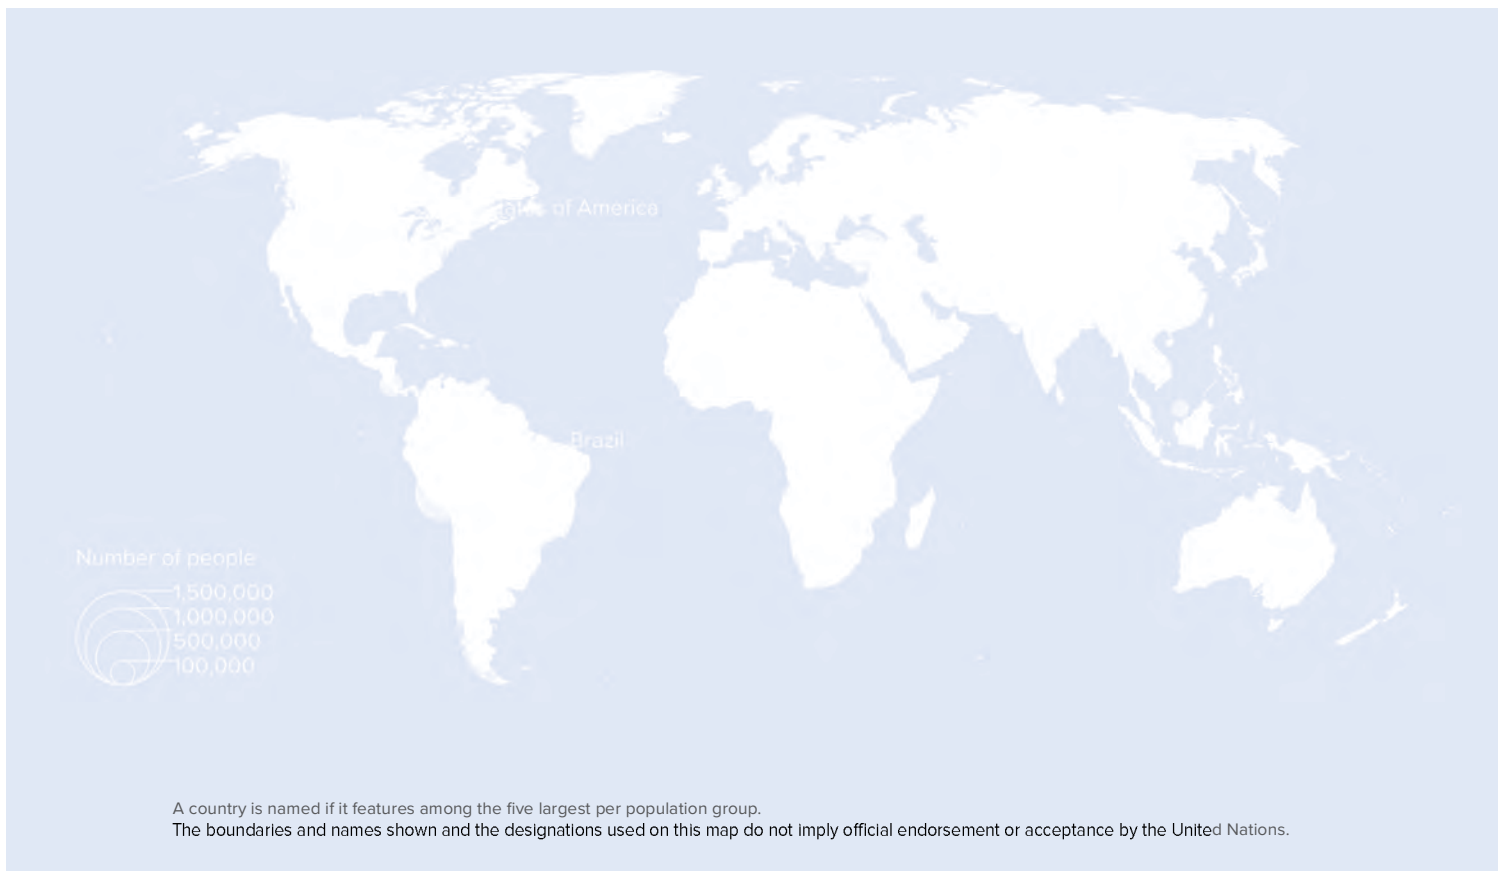 of America
Brazil
Number of people
1,500,000
1,000,000
500,000
100,000
A country is named if it features among the five largest per population group.
The boundaries and names shown and the designations used on this map do not imply official endorsement or acceptance by the United Nations.